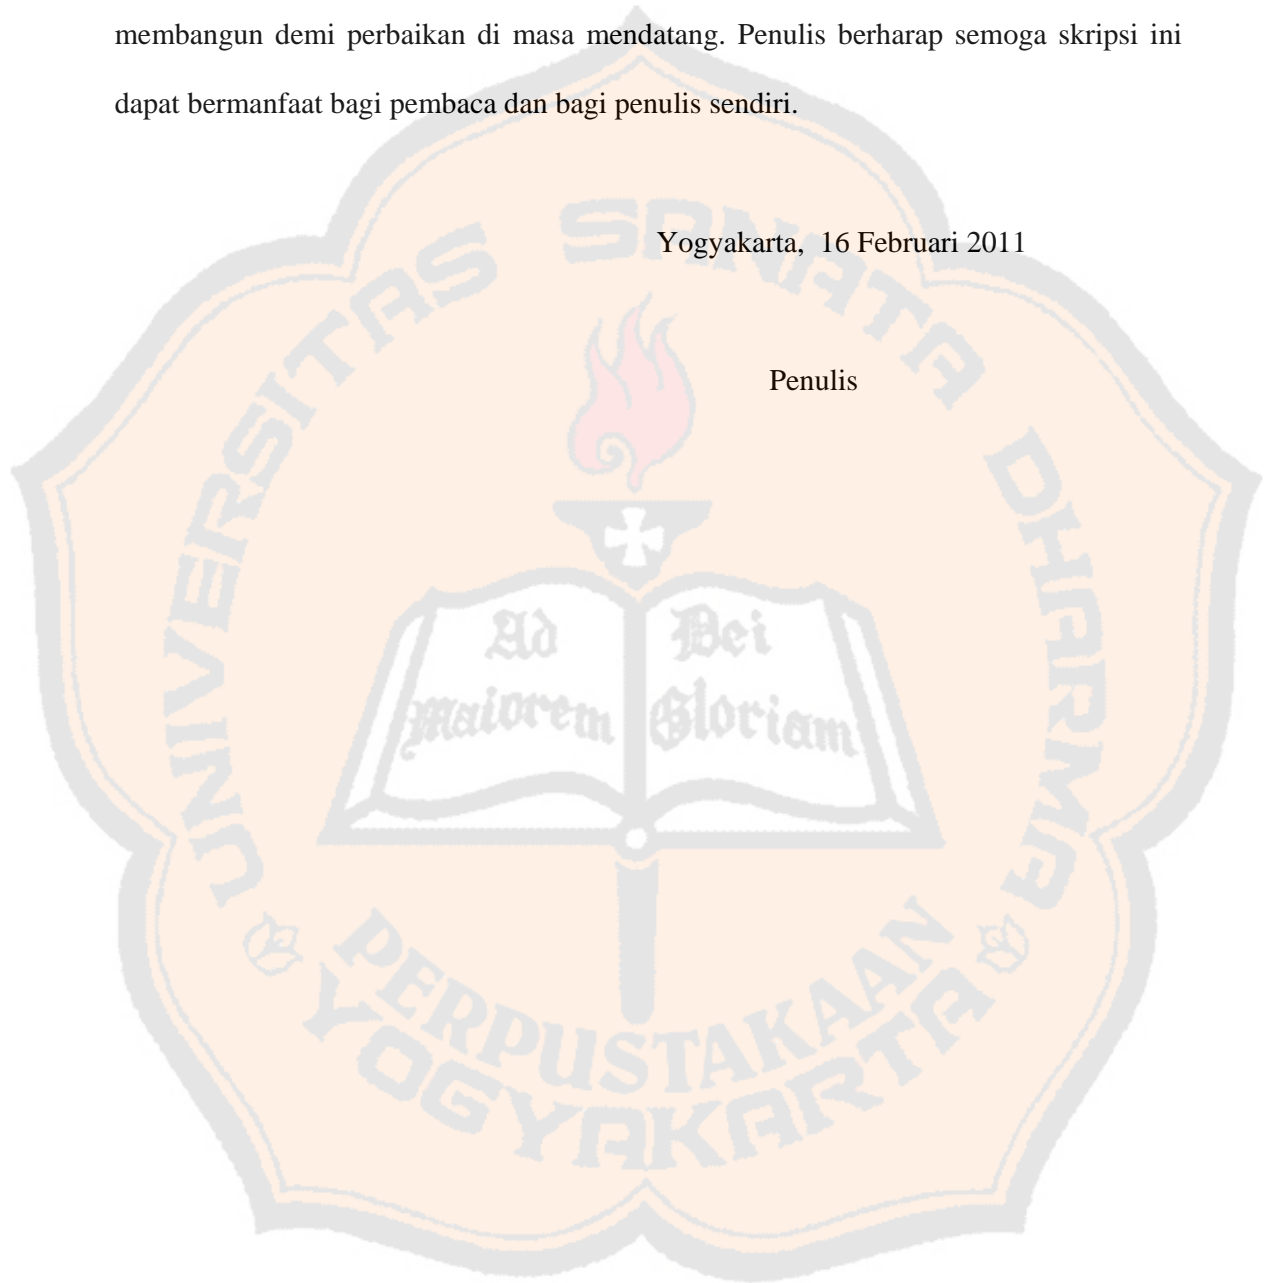 membangun demi perbaikan di masa mendatang. Penulis berharap semoga skripsi ini
dapat bermanfaat bagi pembaca dan bagi penulis sendiri.
Yogyakarta, 16 Februari 2011
Penulis
UNIVERSITAS SANATA DHARMA
Ad Dei
Maiorem Gloriam
PERPUSTAKAAN
YOGYAKARTA